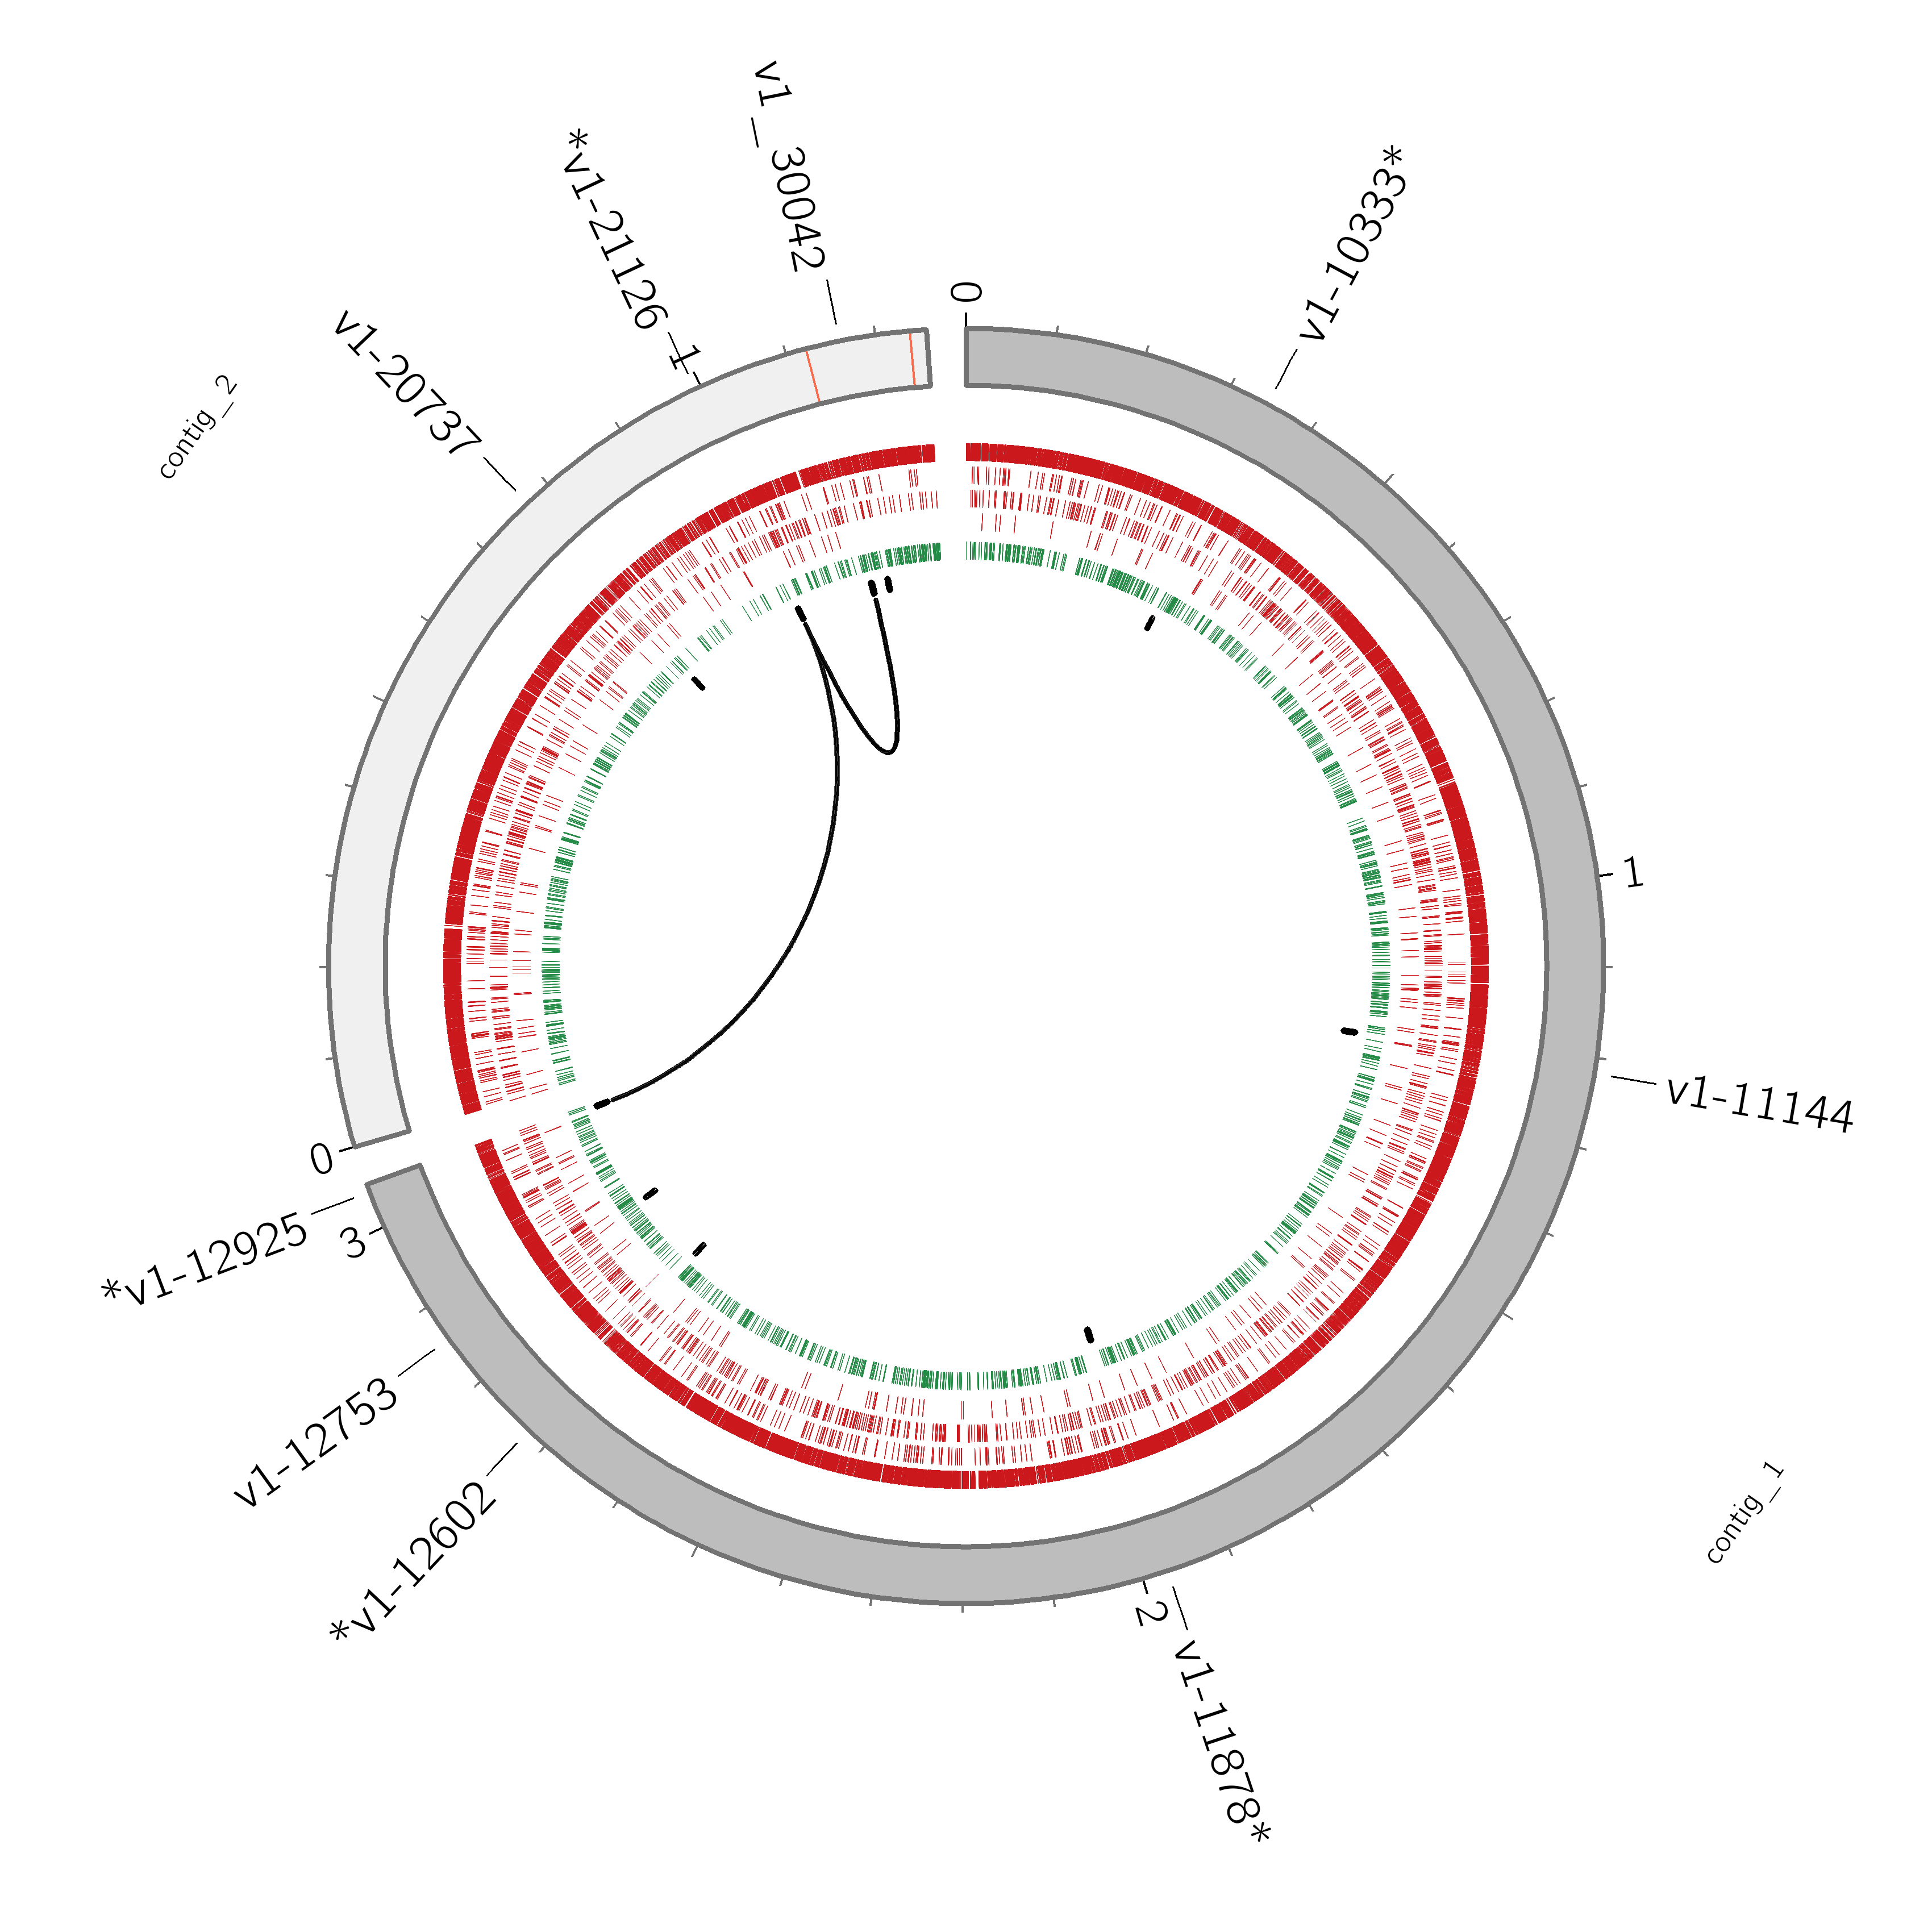 0
v1-10333*
1
v1-11144
contig_1
2
v1-11878*
*v1-12602
v1-12753
3
*v1-12925
0
contig_2
v1-20737
1
*v1-21126
v1_30042